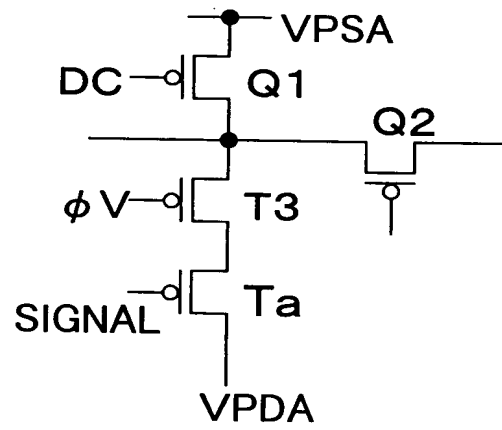 VPSA
DC
Q1
Q2
φV
T3
SIGNAL
Ta
VPDA